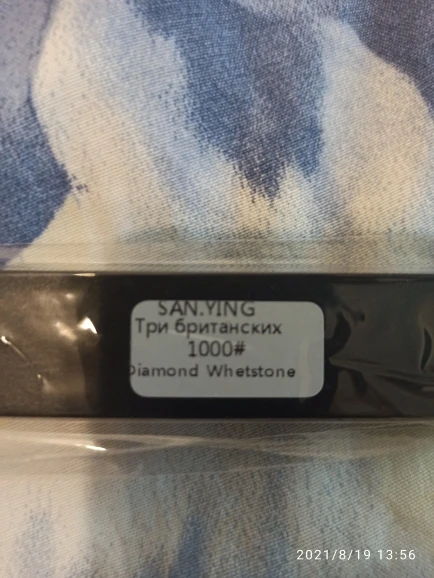 SAN.YING
Три британских
1000#
Diamond Whetstone
2021/8/19 13:56